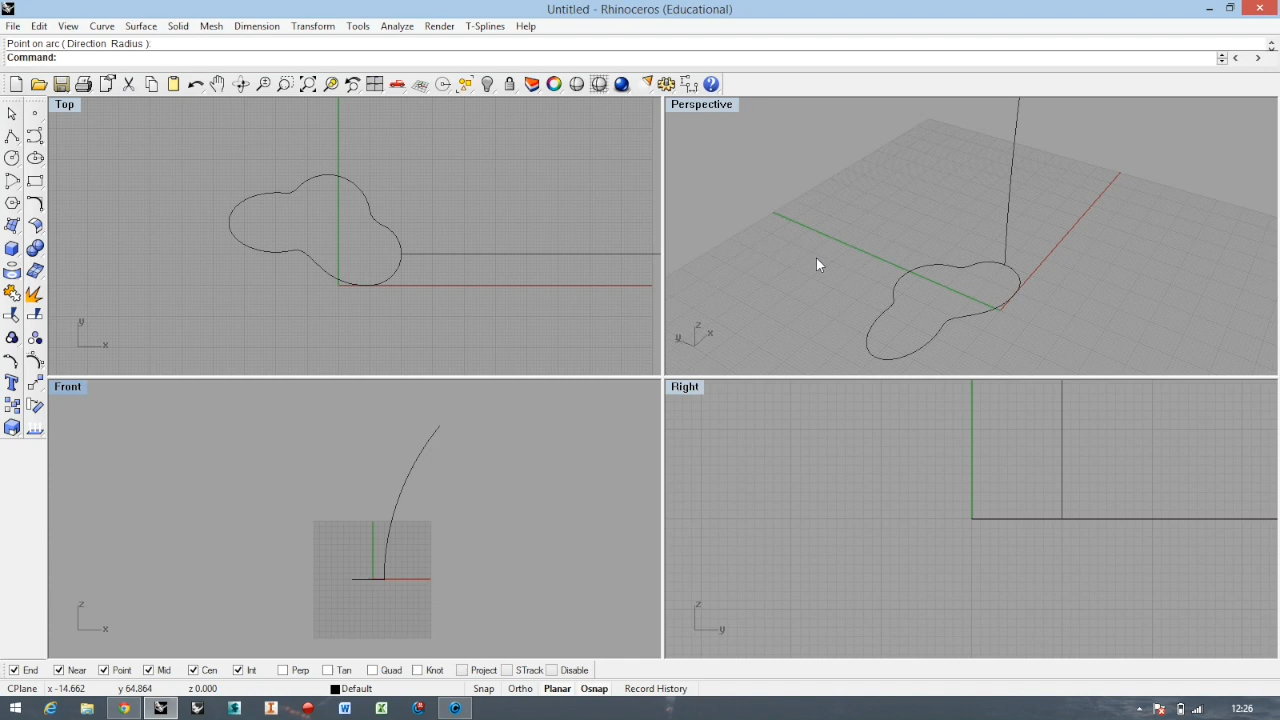 Untitled - Rhinoceros (Educational)
File Edit View Curve Surface Solid Mesh Dimension Transform Tools Analyze Render T-Splines Help
Point on arc ( Direction Radius ):
Command:
Top
Perspective
y
x
z
y x
Front
Right
z
x
z
y
End Near Point Mid Cen Int Perp Tan Quad Knot Project STrack Disable
CPlane x -14.662 y 64.864 z 0.000 Default Snap Ortho Planar Osnap Record History
12:26